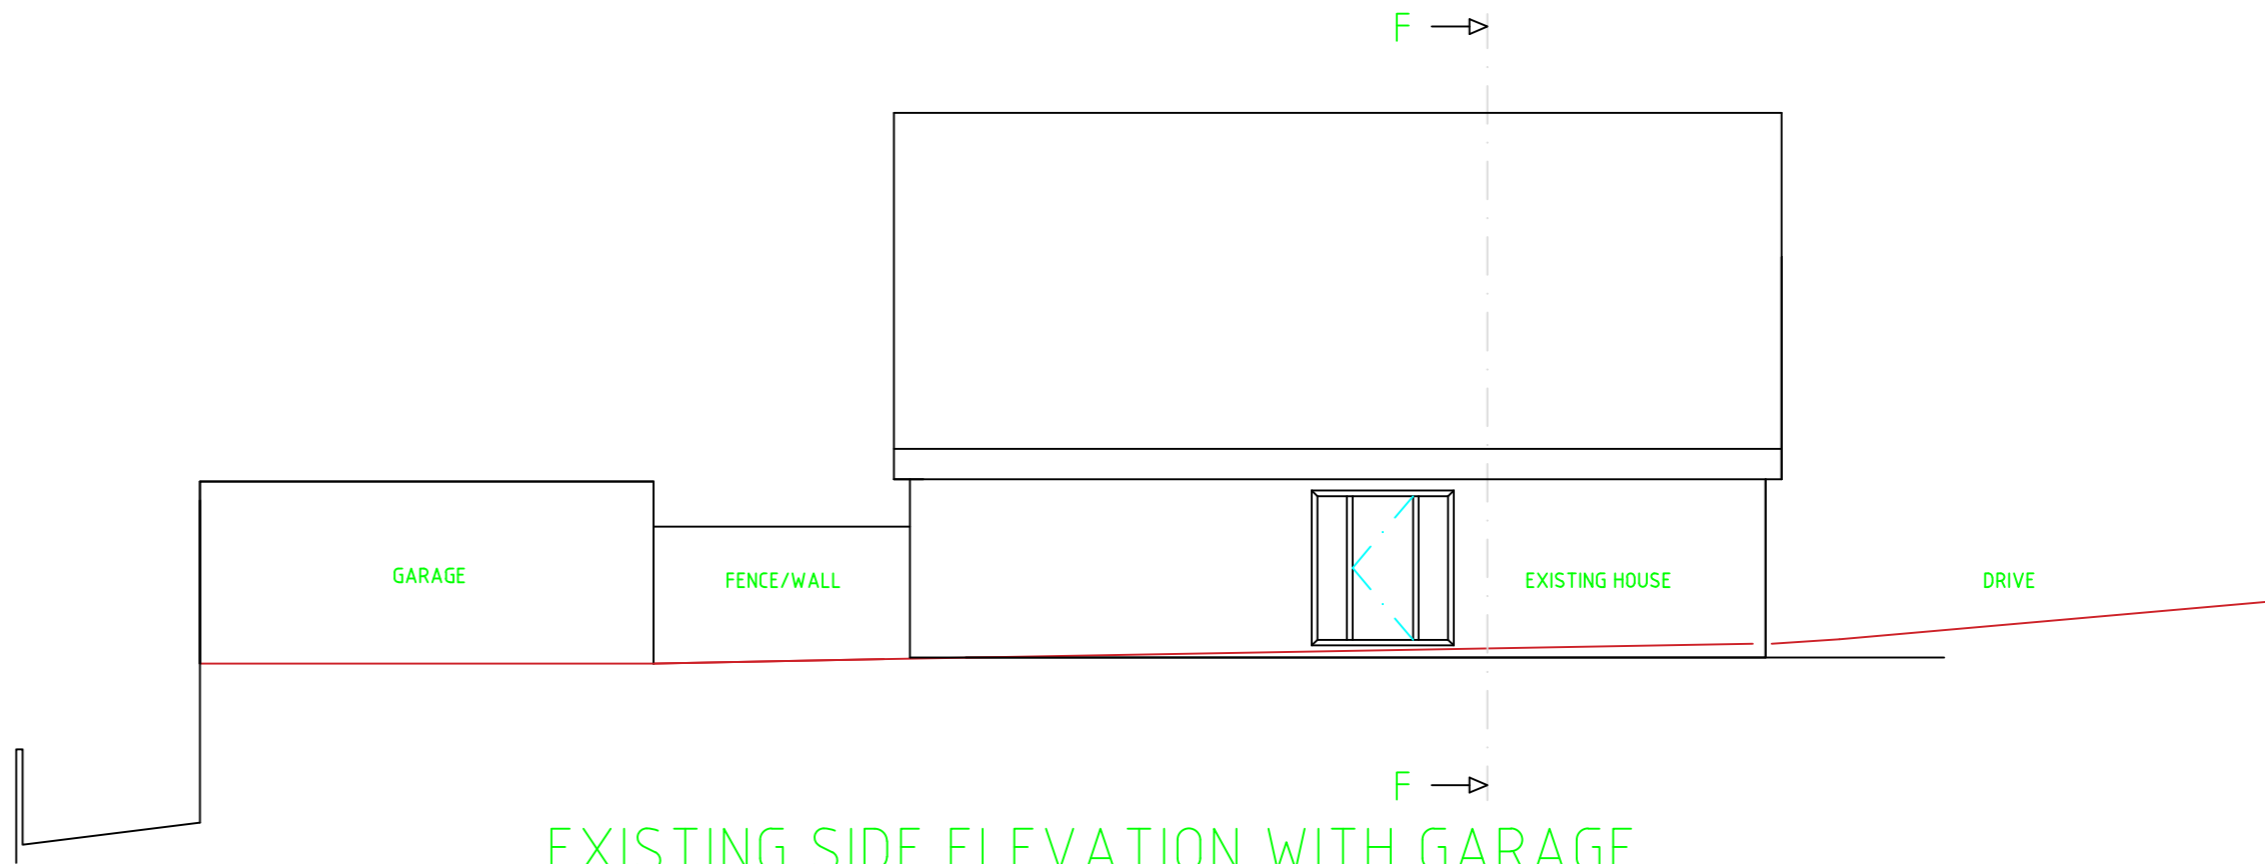 F
GARAGE
FENCE/WALL
EXISTING HOUSE
DRIVE
F
EXISTING SIDE ELEVATION WITH GARAGE